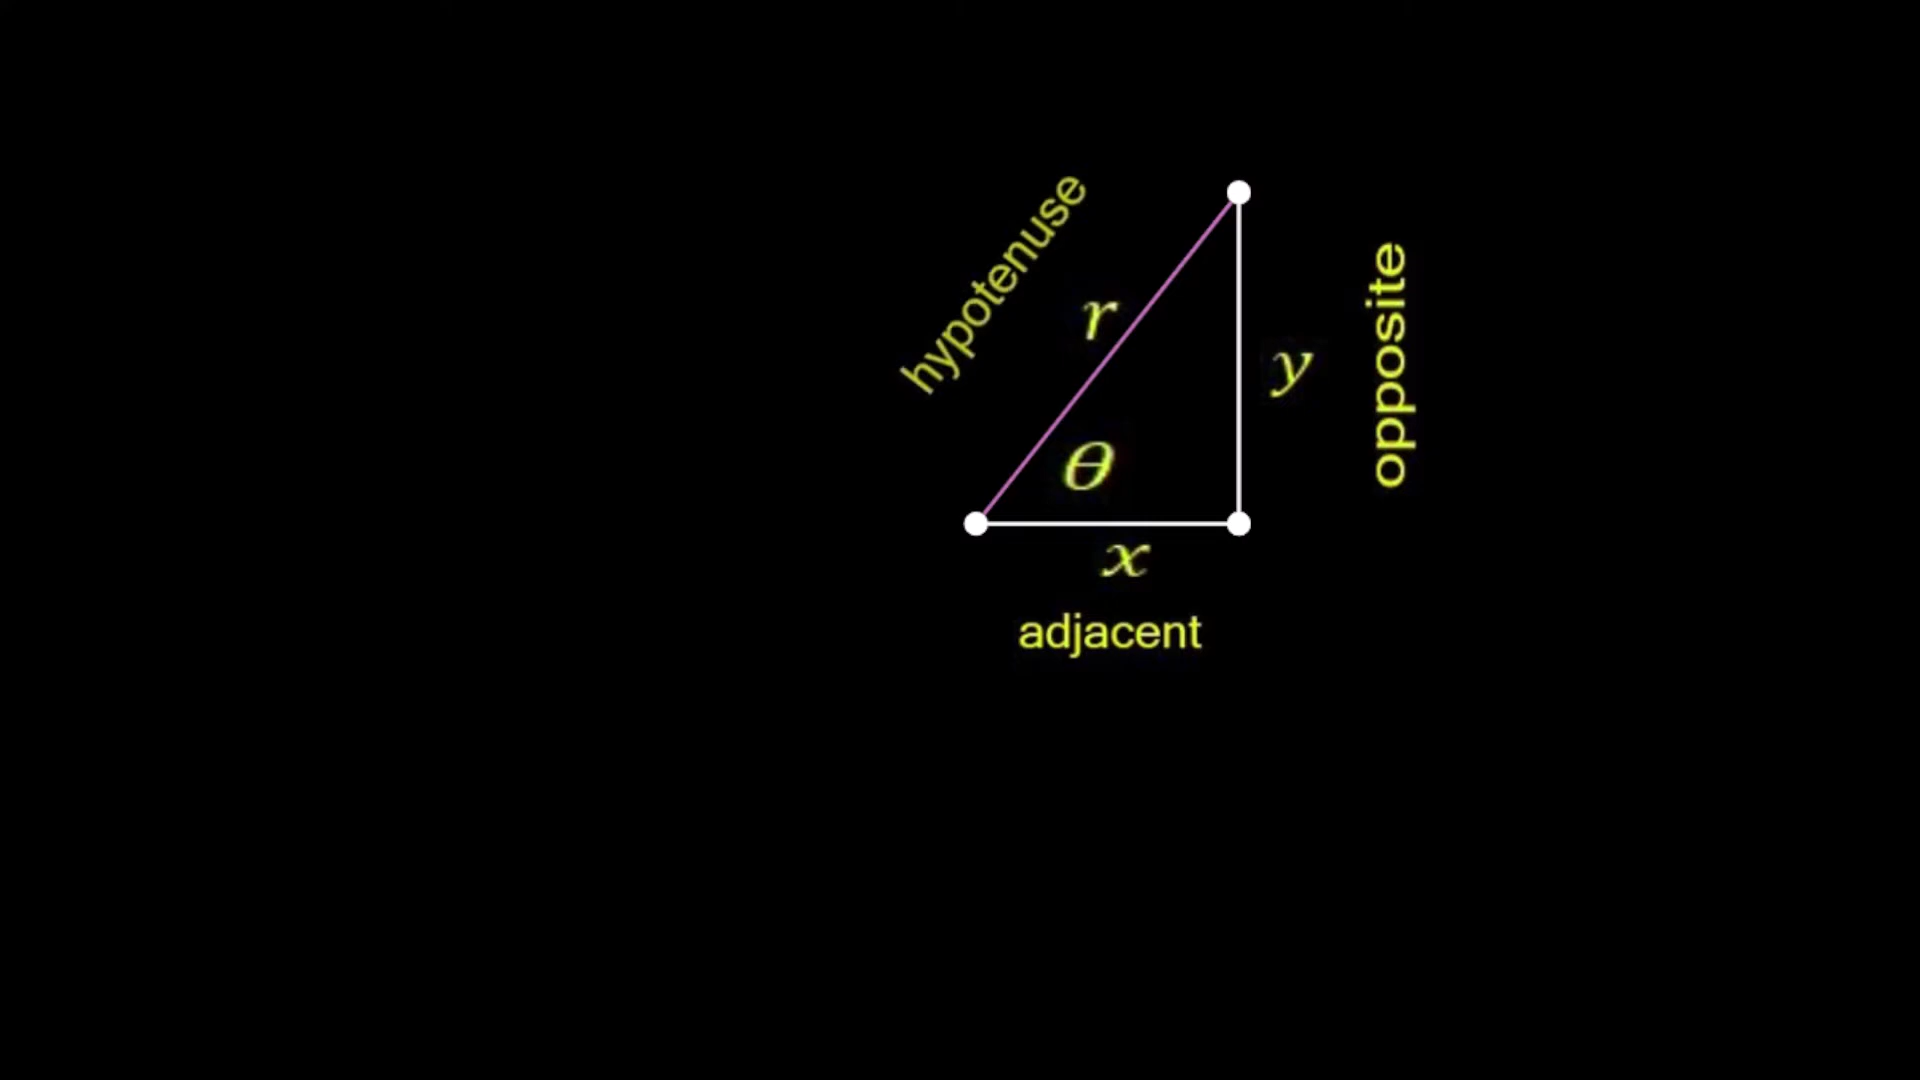 hypotenuse
r
y
opposite
θ
x
adjacent